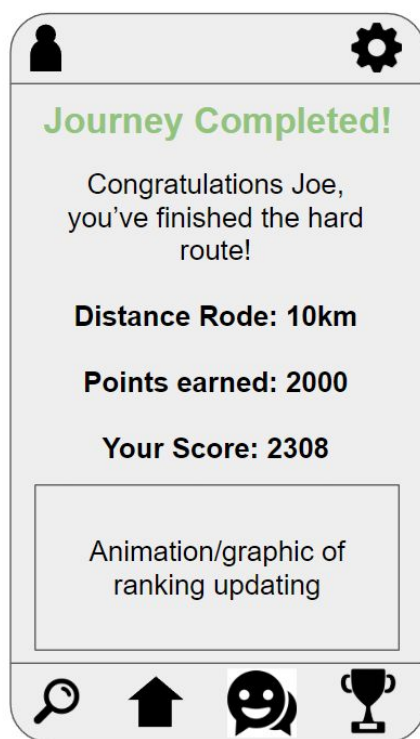 Journey Completed!
Congratulations Joe,
you’ve finished the hard
route!
Distance Rode: 10km
Points earned: 2000
Your Score: 2308
Animation/graphic of
ranking updating